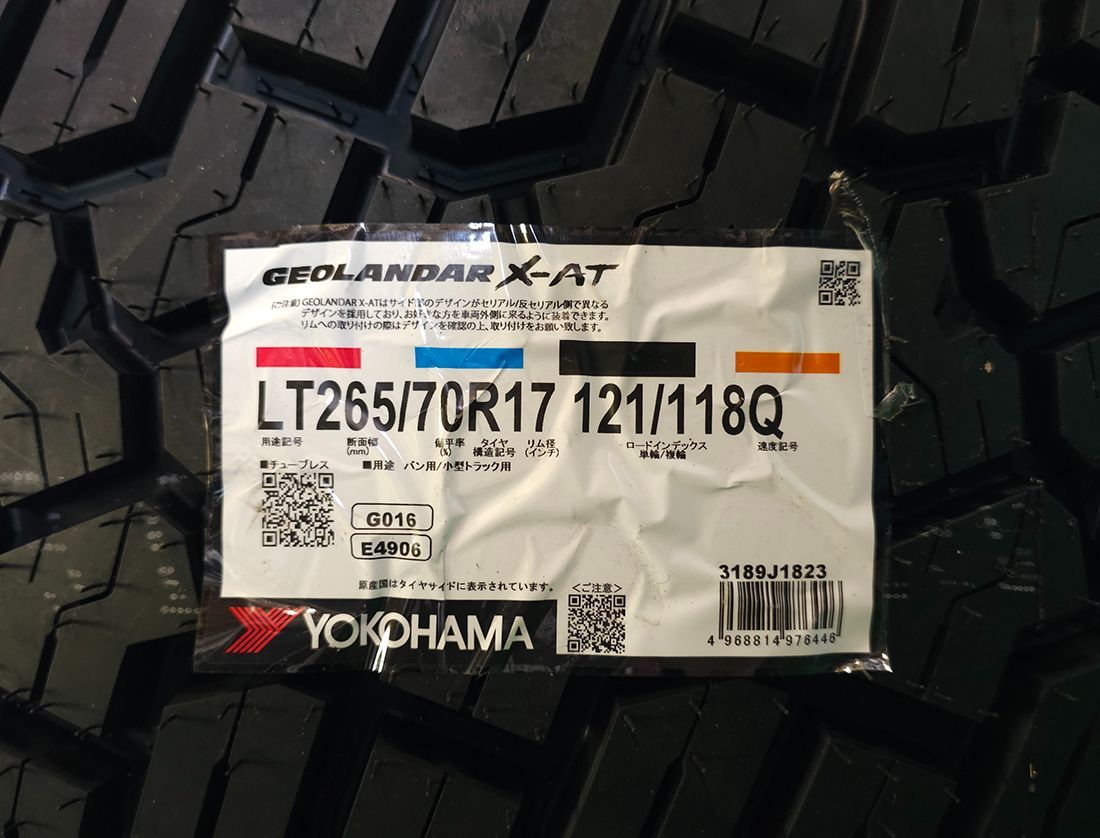 GEOLANDAR X-AT
(ご注意) GEOLANDAR X-ATはサイド部のデザインがセリアル/反セリアル側で異なる
デザインを採用しており、お好きな方を車両外側に来るように装着できます。
リムへの取り付けの際はデザインを確認の上、取り付けをお願い致します。
LT265/70R17 121/118Q
用途記号 断面幅 (mm) 偏平率 (%) タイヤ 構造記号 リム径 (インチ) ロードインデックス 単輪/複輪 速度記号
■チューブレス ■用途 バン用/小型トラック用
G016
E4906
原産国はタイヤサイドに表示されています。
<ご注意>
3189J1823
4 968814 976446
YOKOHAMA